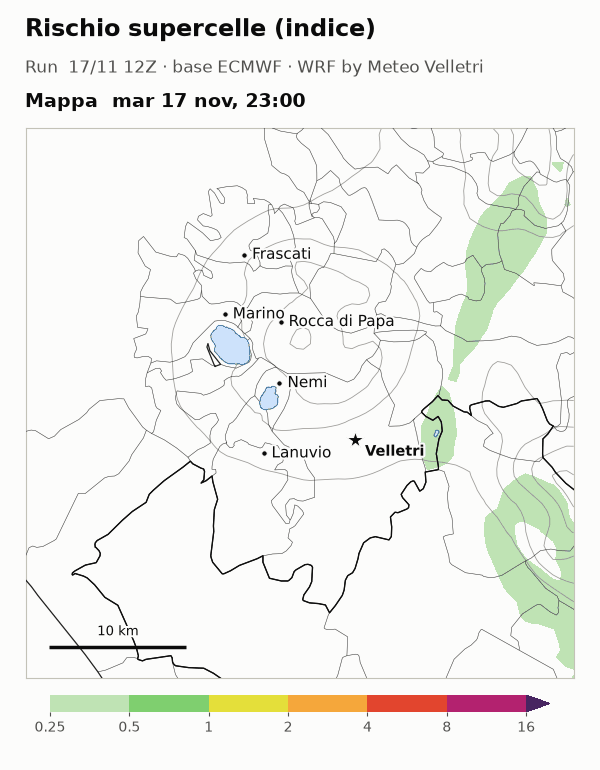 Rischio supercelle (indice)
Run  17/11 12Z · base ECMWF · WRF by Meteo Velletri
Mappa  mar 17 nov, 23:00
Frascati
Marino
Rocca di Papa
Nemi
Velletri
Lanuvio
10 km
0.25 0.5 1 2 4 8 16